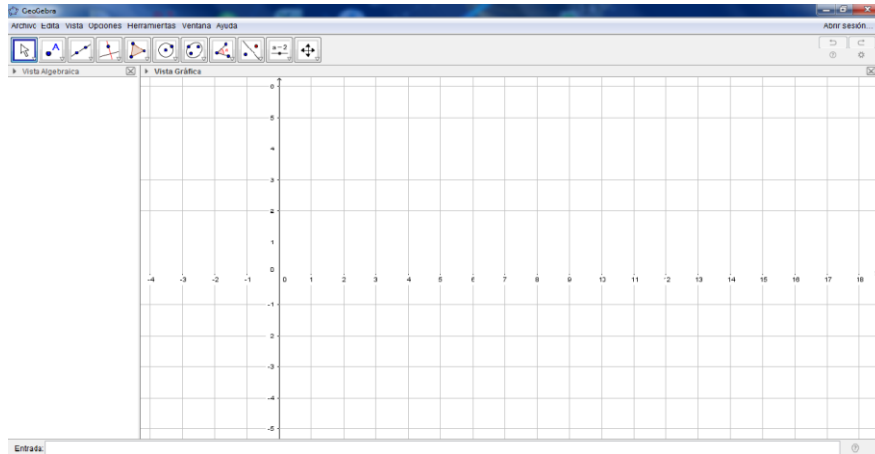 GeoGebra
Archivo Edita Vista Opciones Herramientas Ventana Ayuda Abrir sesión...
A a=2
Vista Algebraica Vista Gráfica
6
5
4
3
2
1
0
-4 -3 -2 -1 0 1 2 3 4 5 6 7 8 9 10 11 12 13 14 15 16 17 18
-1
-2
-3
-4
-5
Entrada: